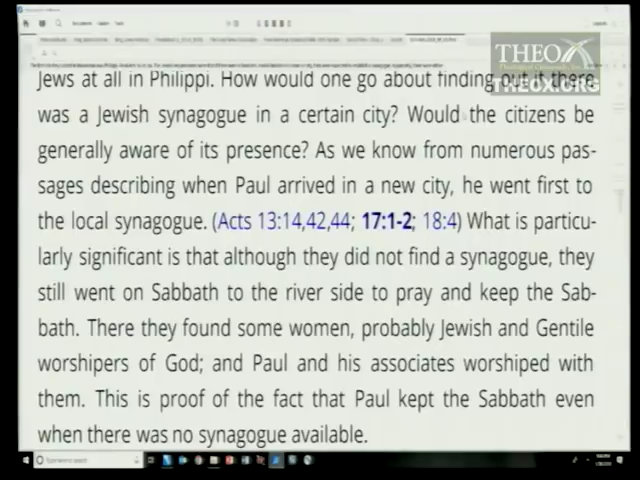 THEOX
THEOX.ORG
Jews at all in Philippi. How would one go about finding out if there
was a Jewish synagogue in a certain city? Would the citizens be
generally aware of its presence? As we know from numerous pas-
sages describing when Paul arrived in a new city, he went first to
the local synagogue. (Acts 13:14,42,44; 17:1-2; 18:4) What is particu-
larly significant is that although they did not find a synagogue, they
still went on Sabbath to the river side to pray and keep the Sab-
bath. There they found some women, probably Jewish and Gentile
worshipers of God; and Paul and his associates worshiped with
them. This is proof of the fact that Paul kept the Sabbath even
when there was no synagogue available.